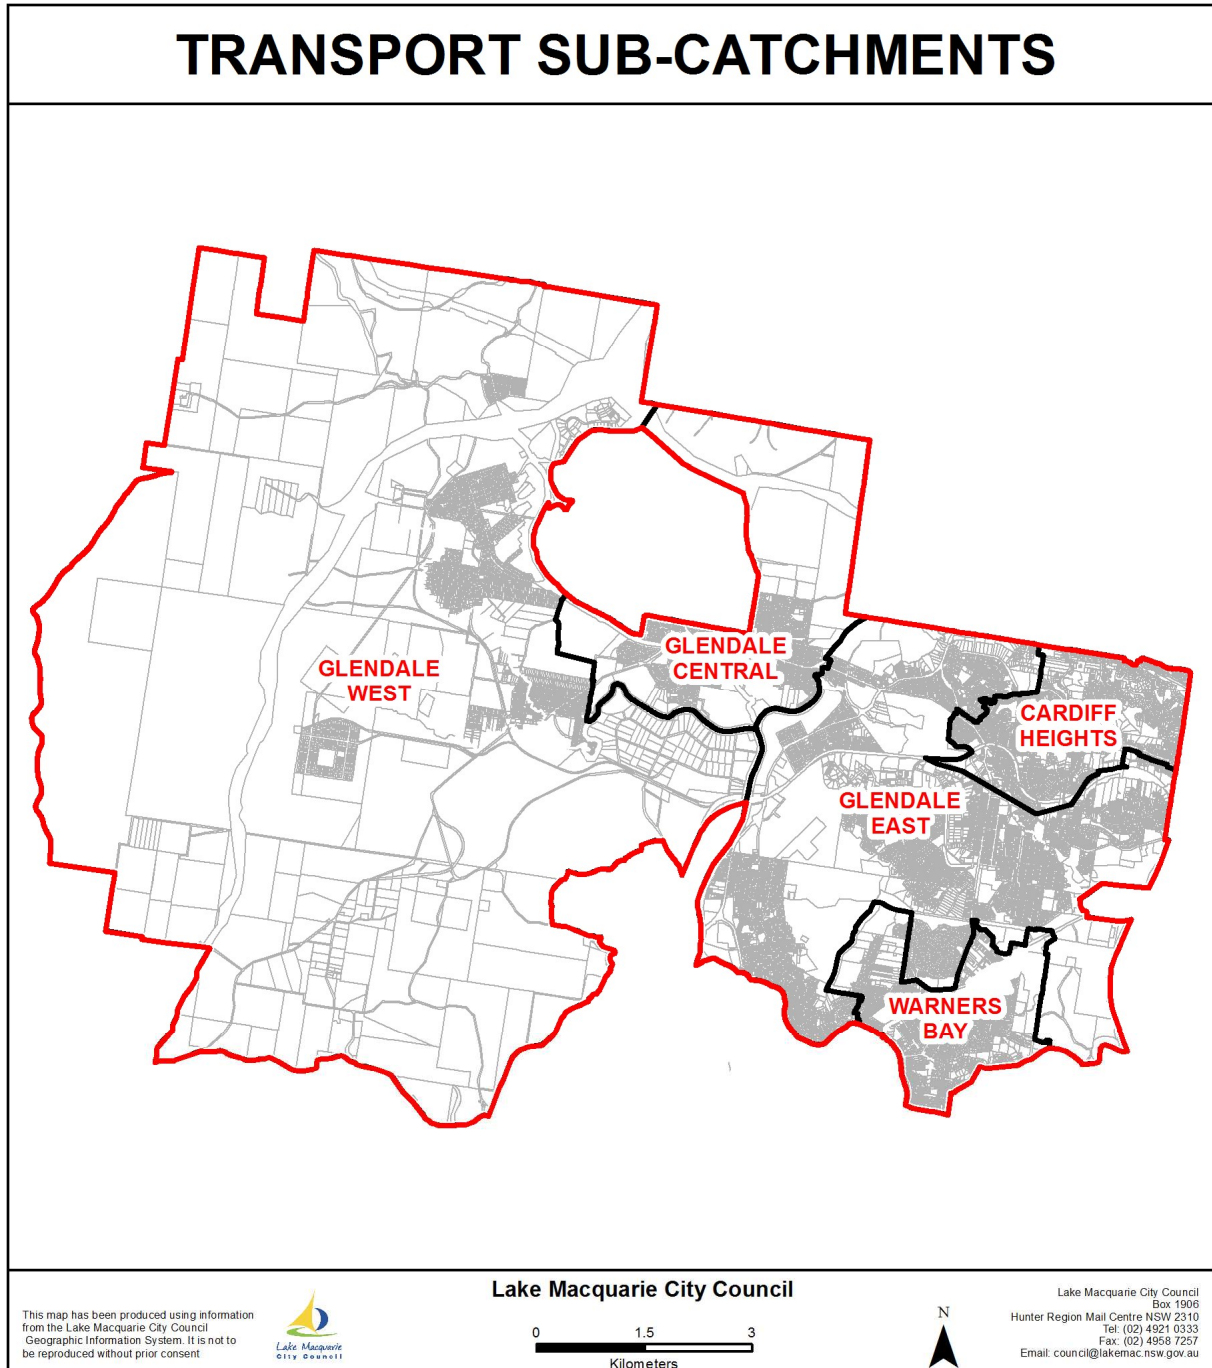 TRANSPORT SUB-CATCHMENTS
GLENDALE
WEST
GLENDALE
CENTRAL
CARDIFF
HEIGHTS
GLENDALE
EAST
WARNERS
BAY
This map has been produced using information
from the Lake Macquarie City Council
Geographic Information System. It is not to
be reproduced without prior consent
Lake Macquarie
City Council
Lake Macquarie City Council
0 1.5 3
Kilometers
N
Lake Macquarie City Council
Box 1906
Hunter Region Mail Centre NSW 2310
Tel: (02) 4921 0333
Fax: (02) 4958 7257
Email: council@lakemac.nsw.gov.au